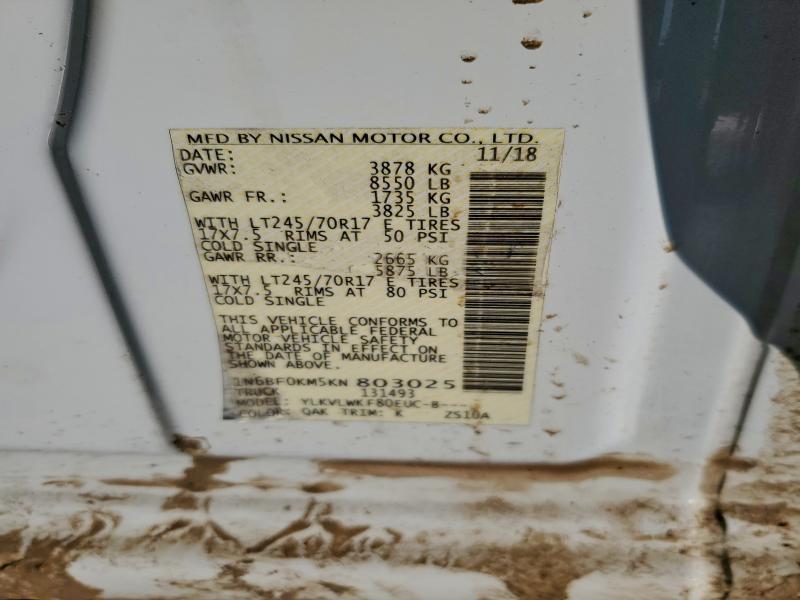 MFD BY NISSAN MOTOR CO., LTD.
DATE: 11/18
GVWR: 3878 KG
8550 LB
GAWR FR.: 1735 KG
3825 LB
WITH LT245/70R17 E TIRES
17X7.5 RIMS AT 50 PSI
COLD SINGLE
GAWR RR.: 2665 KG
5875 LB
WITH LT245/70R17 E TIRES
17X7.5 RIMS AT 80 PSI
COLD SINGLE
THIS VEHICLE CONFORMS TO
ALL APPLICABLE FEDERAL
MOTOR VEHICLE SAFETY
STANDARDS IN EFFECT ON
THE DATE OF MANUFACTURE
SHOWN ABOVE.
1N6BF0KM5KN 803025
TRUCK 131493
MODEL: YLKVLWKF80EUC-B----
COLOR: QAK TRIM: K ZS10A